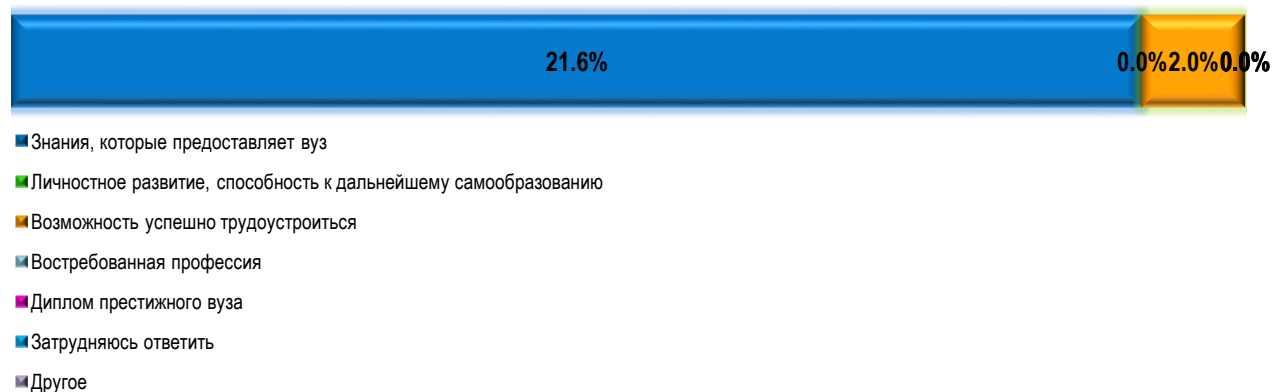 21.6% 0.0% 2.0% 0.0%
Знания, которые предоставляет вуз
Личностное развитие, способность к дальнейшему самообразованию
Возможность успешно трудоустроиться
Востребованная профессия
Диплом престижного вуза
Затрудняюсь ответить
Другое